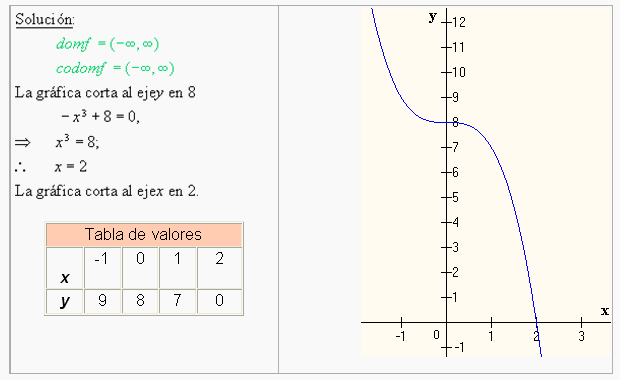 Solución:
domf = (−∞, ∞)
codomf = (−∞, ∞)
La gráfica corta al ejey en 8
−x³ + 8 = 0,
⇒ x³ = 8;
∴ x = 2
La gráfica corta al ejex en 2.
Tabla de valores
x -1 0 1 2
y 9 8 7 0
y
12
11
10
9
8
7
6
5
4
3
2
1
x
-1 0 1 2 3
-1